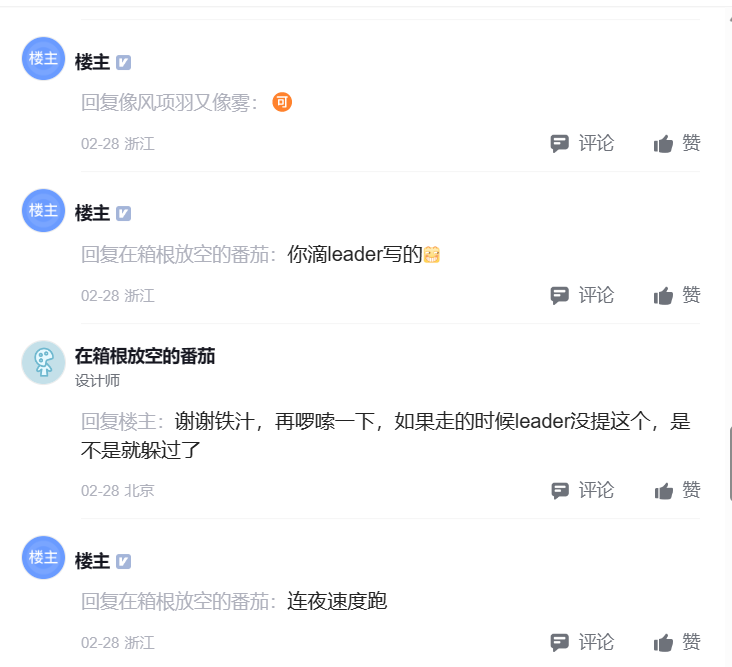 楼主
楼主
回复像风项羽又像雾： 可
02-28 浙江
评论
赞
楼主
楼主
回复在箱根放空的番茄：你滴leader写的
02-28 浙江
评论
赞
在箱根放空的番茄
设计师
回复楼主：谢谢铁汁，再啰嗦一下，如果走的时候leader没提这个，是
不是就躲过了
02-28 北京
评论
赞
楼主
楼主
回复在箱根放空的番茄：连夜速度跑
02-28 浙江
评论
赞